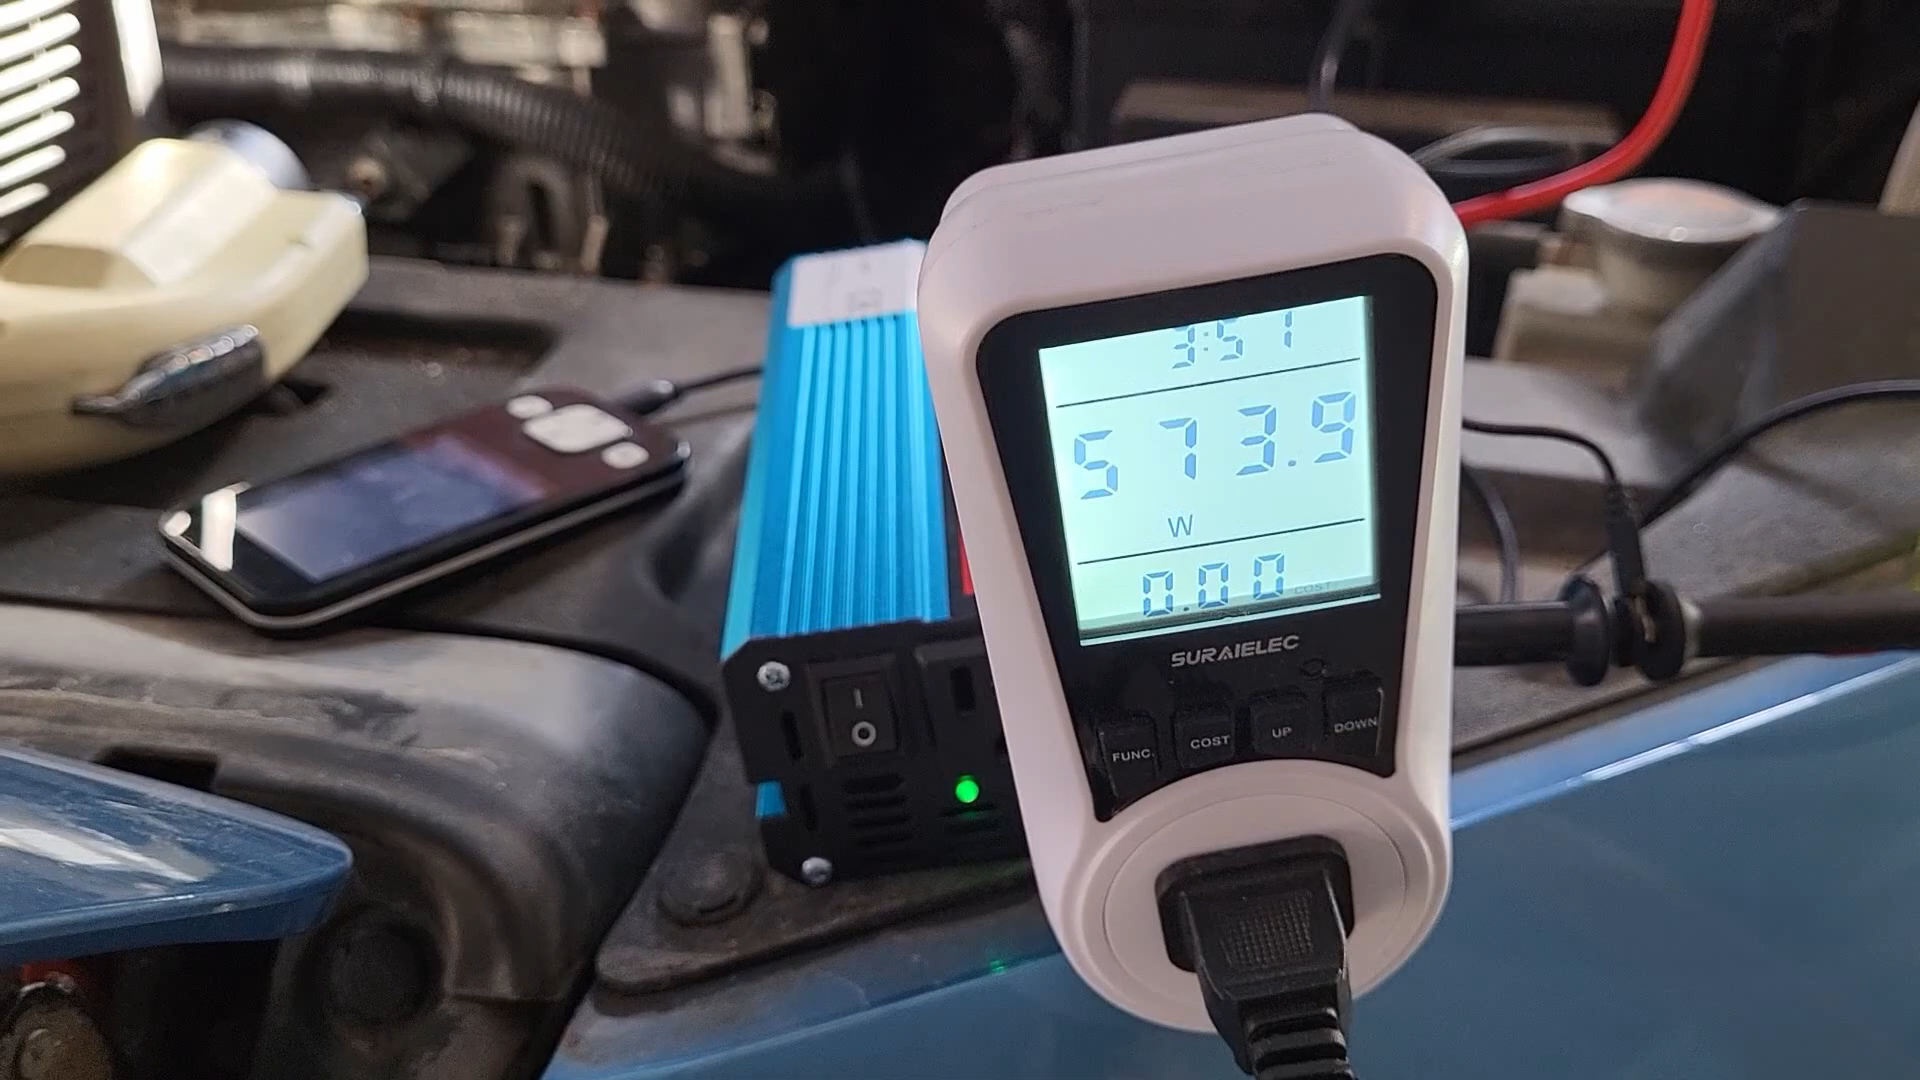 3:51
573.9
W
0.00 COST
SURAIELEC
FUNC. COST UP DOWN
I
O